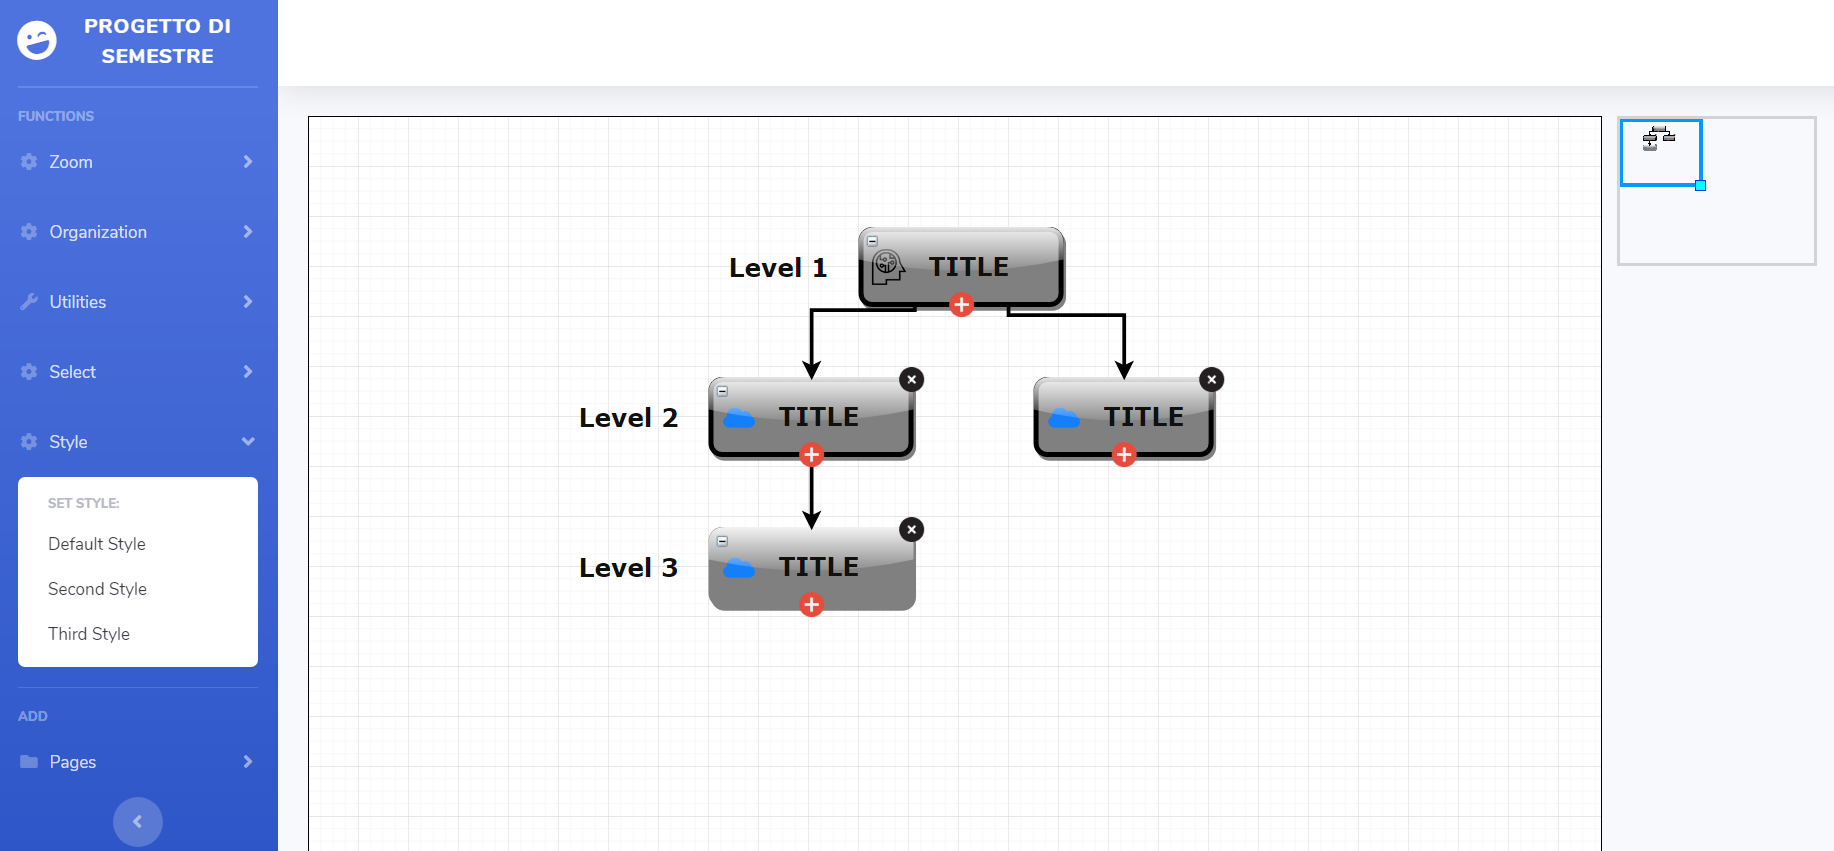 PROGETTO DI
SEMESTRE
FUNCTIONS
Zoom
Organization
Utilities
Select
Style
SET STYLE:
Default Style
Second Style
Third Style
ADD
Pages
Level 1
TITLE
Level 2
TITLE
TITLE
Level 3
TITLE